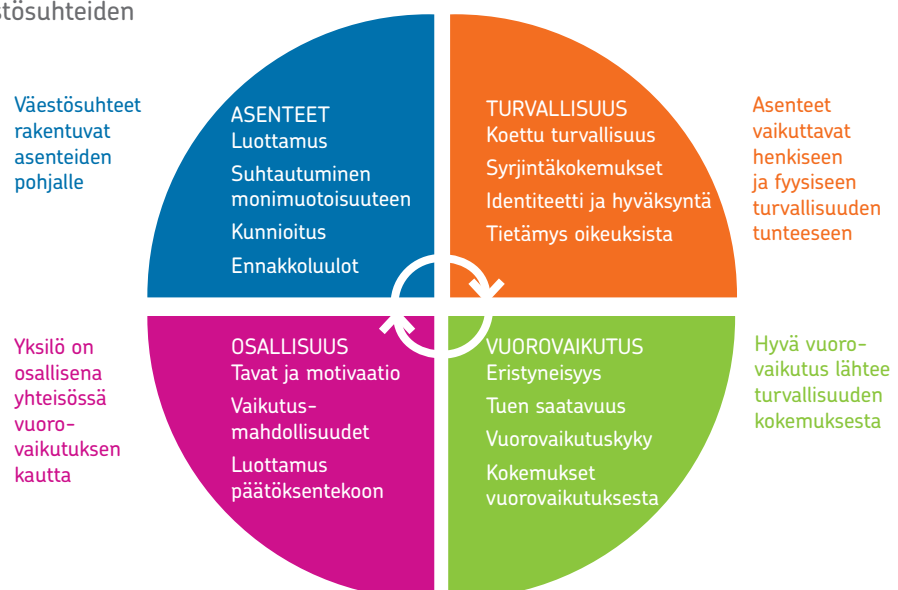 Väestösuhteet
rakentuvat
asenteiden
pohjalle
ASENTEET
Luottamus
Suhtautuminen
monimuotoisuuteen
Kunnioitus
Ennakkoluulot
TURVALLISUUS
Koettu turvallisuus
Syrjintäkokemukset
Identiteetti ja hyväksyntä
Tietämys oikeuksista
Asenteet
vaikuttavat
henkiseen
ja fyysiseen
turvallisuuden
tunteeseen
Yksilö on
osallisena
yhteisössä
vuoro-
vaikutuksen
kautta
OSALLISUUS
Tavat ja motivaatio
Vaikutus-
mahdollisuudet
Luottamus
päätöksentekoon
VUOROVAIKUTUS
Eristyneisyys
Tuen saatavuus
Vuorovaikutuskyky
Kokemukset
vuorovaikutuksesta
Hyvä vuoro-
vaikutus lähtee
turvallisuuden
kokemuksesta